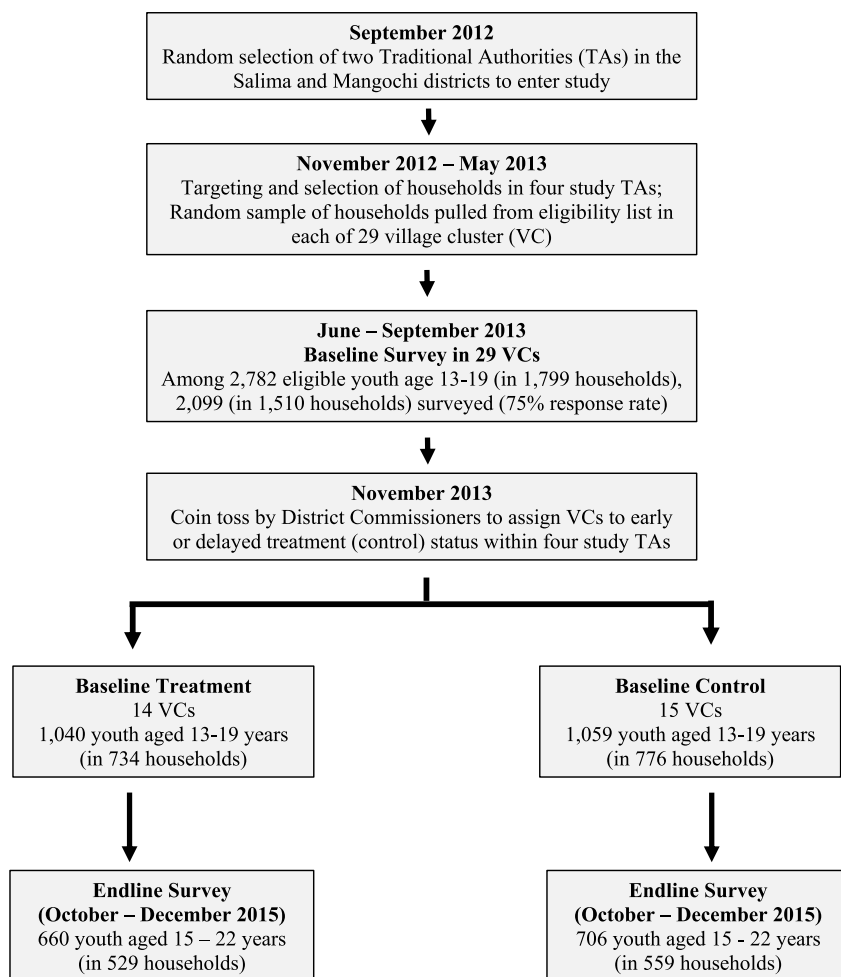 September 2012
Random selection of two Traditional Authorities (TAs) in the
Salima and Mangochi districts to enter study
November 2012 – May 2013
Targeting and selection of households in four study TAs;
Random sample of households pulled from eligibility list in
each of 29 village cluster (VC)
June – September 2013
Baseline Survey in 29 VCs
Among 2,782 eligible youth age 13-19 (in 1,799 households),
2,099 (in 1,510 households) surveyed (75% response rate)
November 2013
Coin toss by District Commissioners to assign VCs to early
or delayed treatment (control) status within four study TAs
Baseline Treatment
14 VCs
1,040 youth aged 13-19 years
(in 734 households)
Baseline Control
15 VCs
1,059 youth aged 13-19 years
(in 776 households)
Endline Survey
(October – December 2015)
660 youth aged 15 – 22 years
(in 529 households)
Endline Survey
(October – December 2015)
706 youth aged 15 - 22 years
(in 559 households)